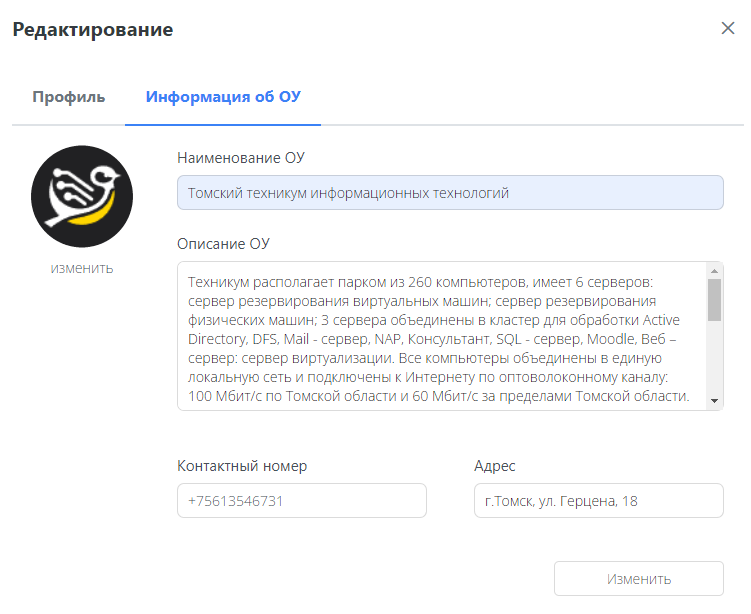 Редактирование
Профиль
Информация об ОУ
изменить
Наименование ОУ
Томский техникум информационных технологий
Описание ОУ
Техникум располагает парком из 260 компьютеров, имеет 6 серверов:
сервер резервирования виртуальных машин; сервер резервирования
физических машин; 3 сервера объединены в кластер для обработки Active
Directory, DFS, Mail - сервер, NAP, Консультант, SQL - сервер, Moodle, Веб –
сервер: сервер виртуализации. Все компьютеры объединены в единую
локальную сеть и подключены к Интернету по оптоволоконному каналу:
100 Мбит/с по Томской области и 60 Мбит/с за пределами Томской области.
Контактный номер
+75613546731
Адрес
г.Томск, ул. Герцена, 18
Изменить